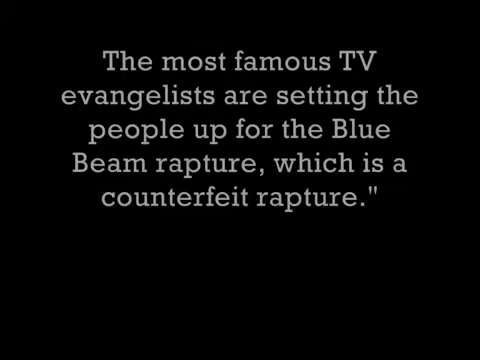 The most famous TV
evangelists are setting the
people up for the Blue
Beam rapture, which is a
counterfeit rapture."